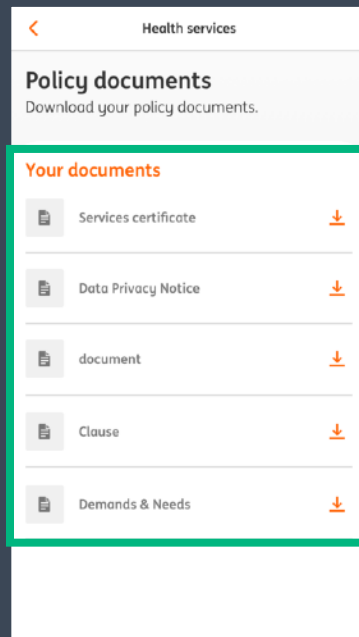 Health services
Policy documents
Download your policy documents.
Your documents
Services certificate
Data Privacy Notice
document
Clause
Demands & Needs